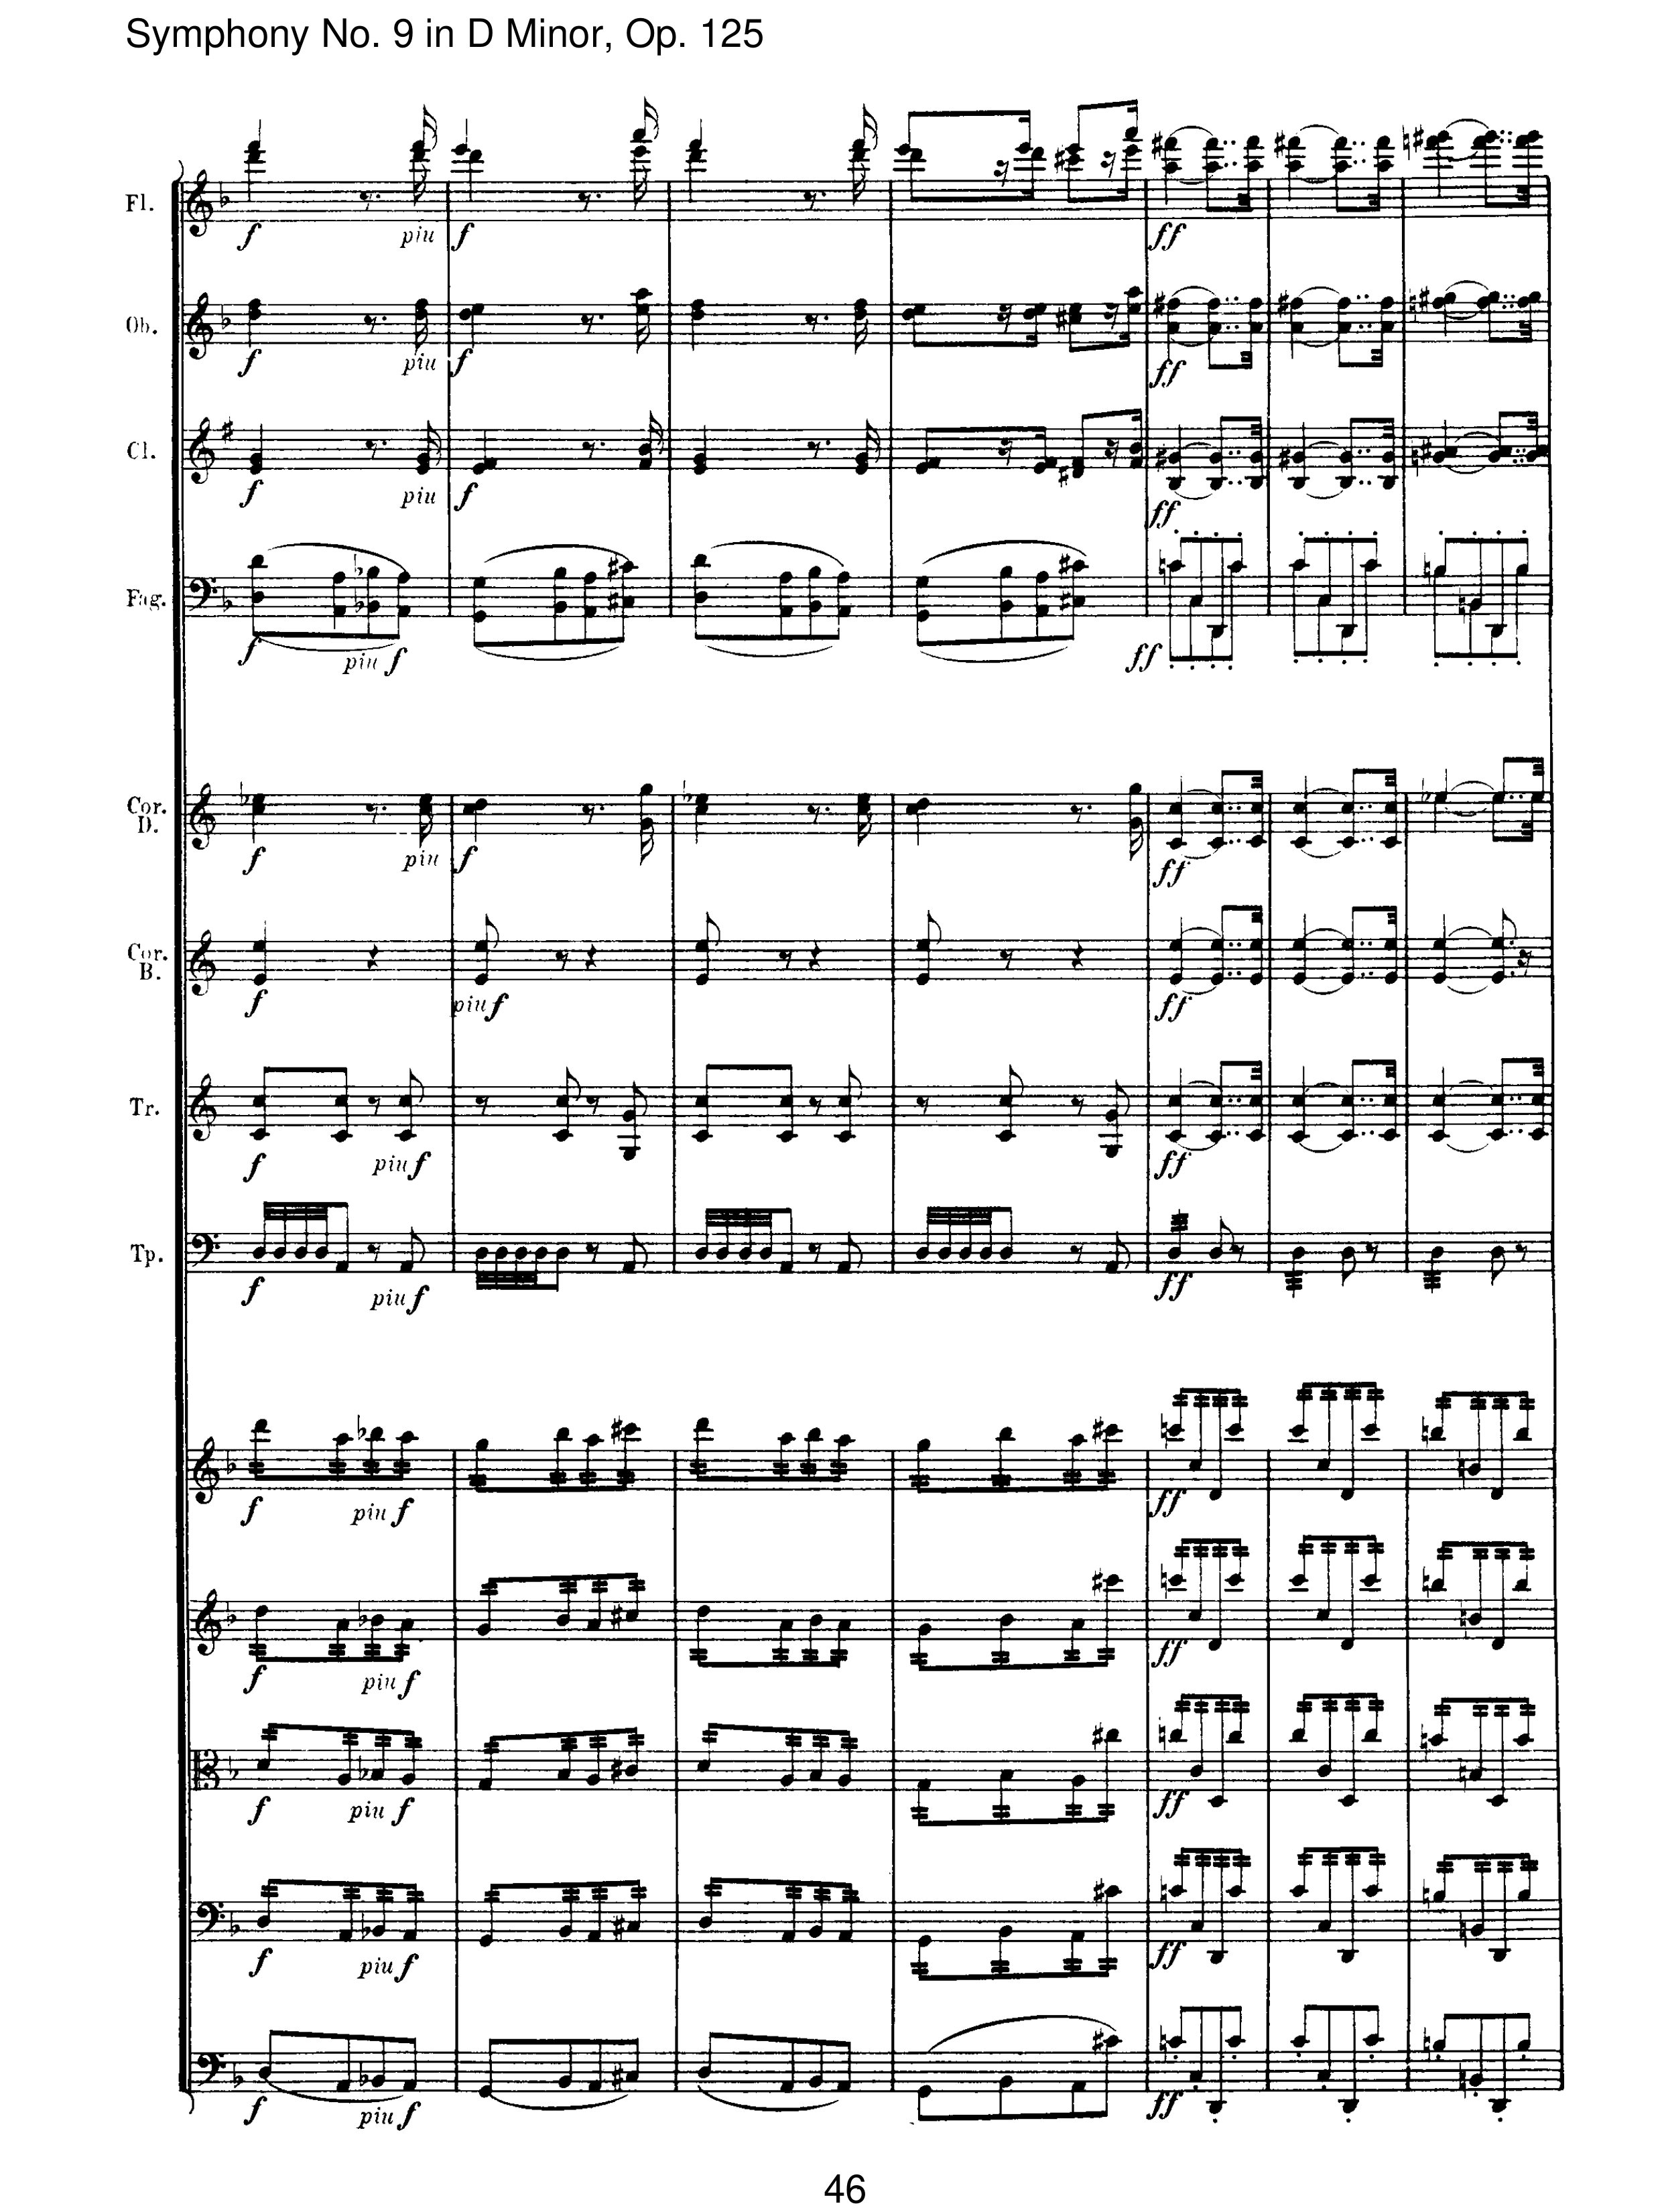 Symphony No. 9 in D Minor, Op. 125
Fl.
f piu f ff
Ob.
f piu f ff
Cl.
f piu f ff
Fag.
f piu f ff
Cor.
D.
f piu f ff
Cor.
B.
f piu f ff
Tr.
f piu f ff
Tp.
f piu f ff
f piu f ff
f piu f ff
f piu f ff
f piu f ff
f piu f ff
46